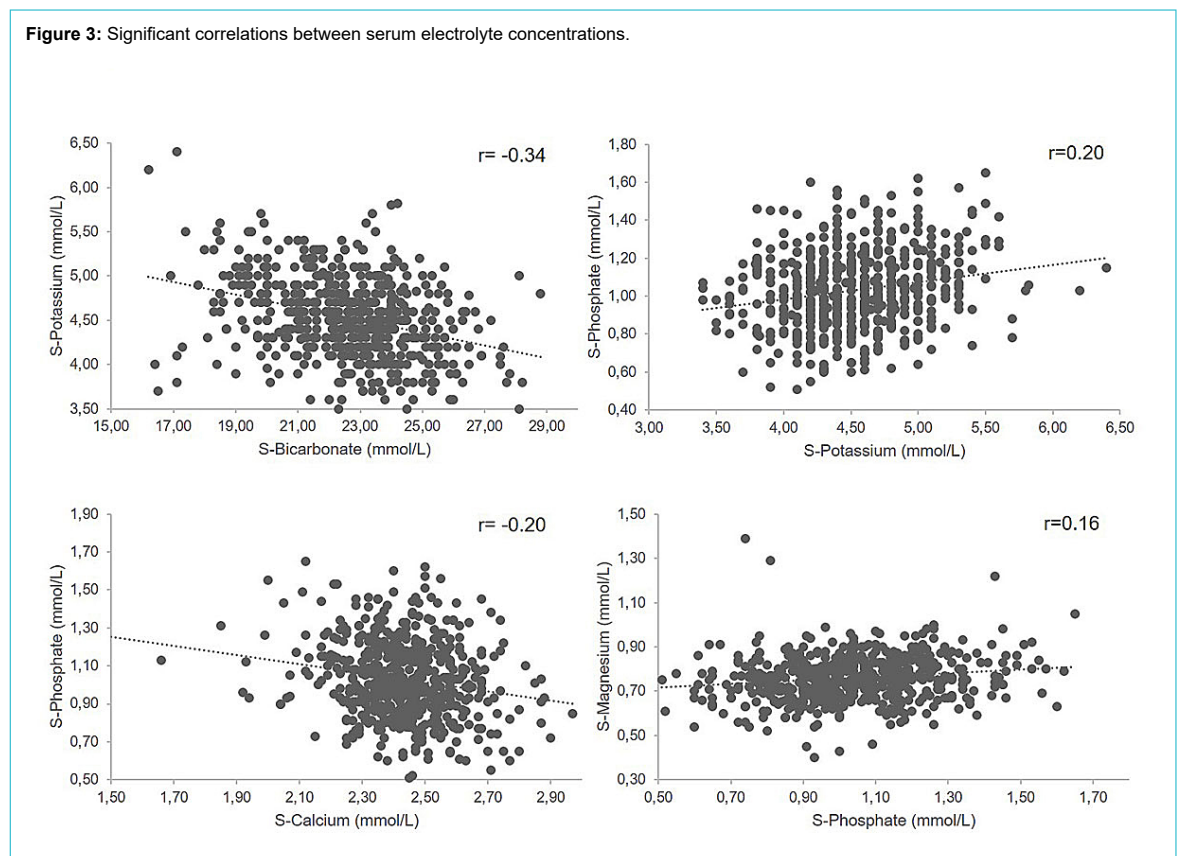 Figure 3: Significant correlations between serum electrolyte concentrations.
6,50
6,00
5,50
5,00
4,50
4,00
3,50
S-Potassium (mmol/L)
r= -0.34
15,00 17,00 19,00 21,00 23,00 25,00 27,00 29,00
S-Bicarbonate (mmol/L)
1,80
1,60
1,40
1,20
1,00
0,80
0,60
0,40
S-Phosphate (mmol/L)
r=0.20
3,00 3,50 4,00 4,50 5,00 5,50 6,00 6,50
S-Potassium (mmol/L)
1,90
1,70
1,50
1,30
1,10
0,90
0,70
0,50
S-Phosphate (mmol/L)
r= -0.20
1,50 1,70 1,90 2,10 2,30 2,50 2,70 2,90
S-Calcium (mmol/L)
1,50
1,30
1,10
0,90
0,70
0,50
0,30
S-Magnesium (mmol/L)
r=0.16
0,50 0,70 0,90 1,10 1,30 1,50 1,70
S-Phosphate (mmol/L)